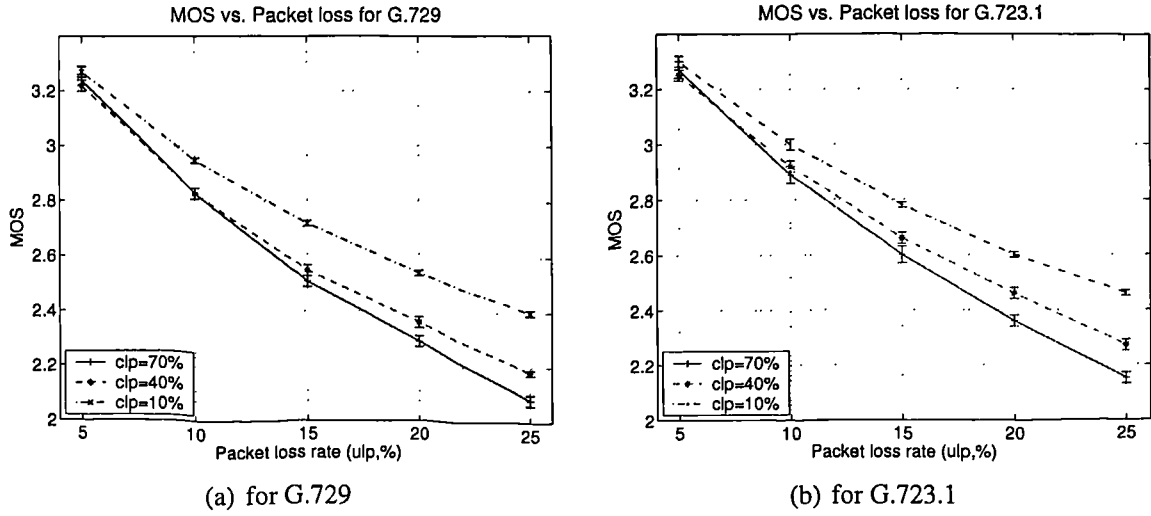 MOS vs. Packet loss for G.729
3.2
3
2.8
2.6
2.4
2.2
2
MOS
clp=70%
clp=40%
clp=10%
5 10 15 20 25
Packet loss rate (ulp,%)
(a) for G.729
MOS vs. Packet loss for G.723.1
3.2
3
2.8
2.6
2.4
2.2
2
MOS
clp=70%
clp=40%
clp=10%
5 10 15 20 25
Packet loss rate (ulp,%)
(b) for G.723.1